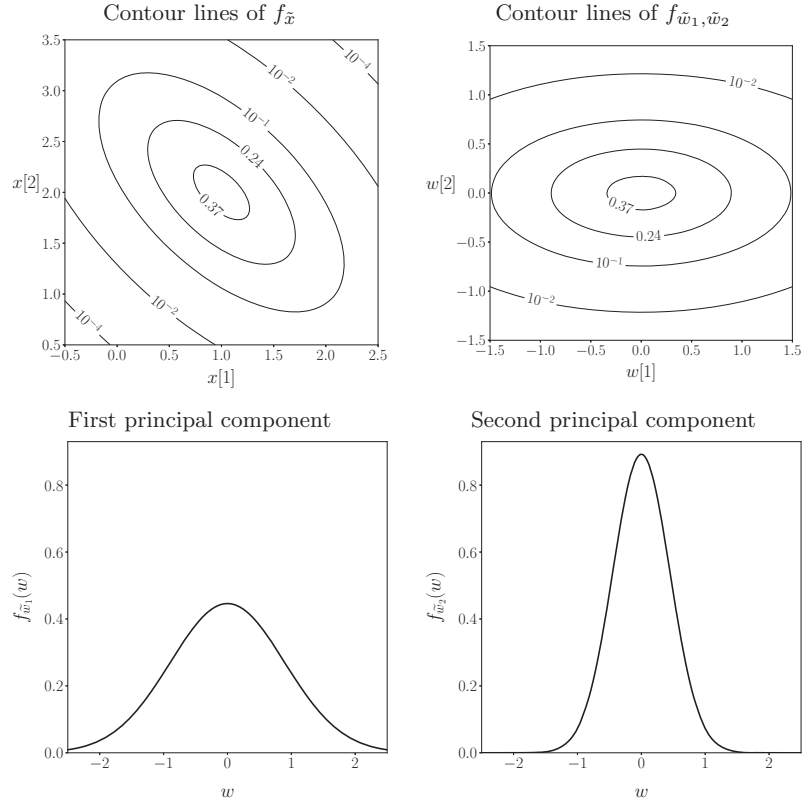 Contour lines of f_x̃
3.5
3.0
2.5
2.0
1.5
1.0
0.5
x[2]
10⁻⁴
10⁻²
10⁻¹
0.24
0.37
10⁻²
10⁻⁴
−0.5 0.0 0.5 1.0 1.5 2.0 2.5
x[1]
Contour lines of f_w̃₁,w̃₂
1.5
1.0
0.5
0.0
−0.5
−1.0
−1.5
w[2]
10⁻²
0.37
0.24
10⁻¹
10⁻²
−1.5 −1.0 −0.5 0.0 0.5 1.0 1.5
w[1]
First principal component
0.8
0.6
0.4
0.2
0.0
f_w̃₁(w)
−2 −1 0 1 2
w
Second principal component
0.8
0.6
0.4
0.2
0.0
f_w̃₂(w)
−2 −1 0 1 2
w